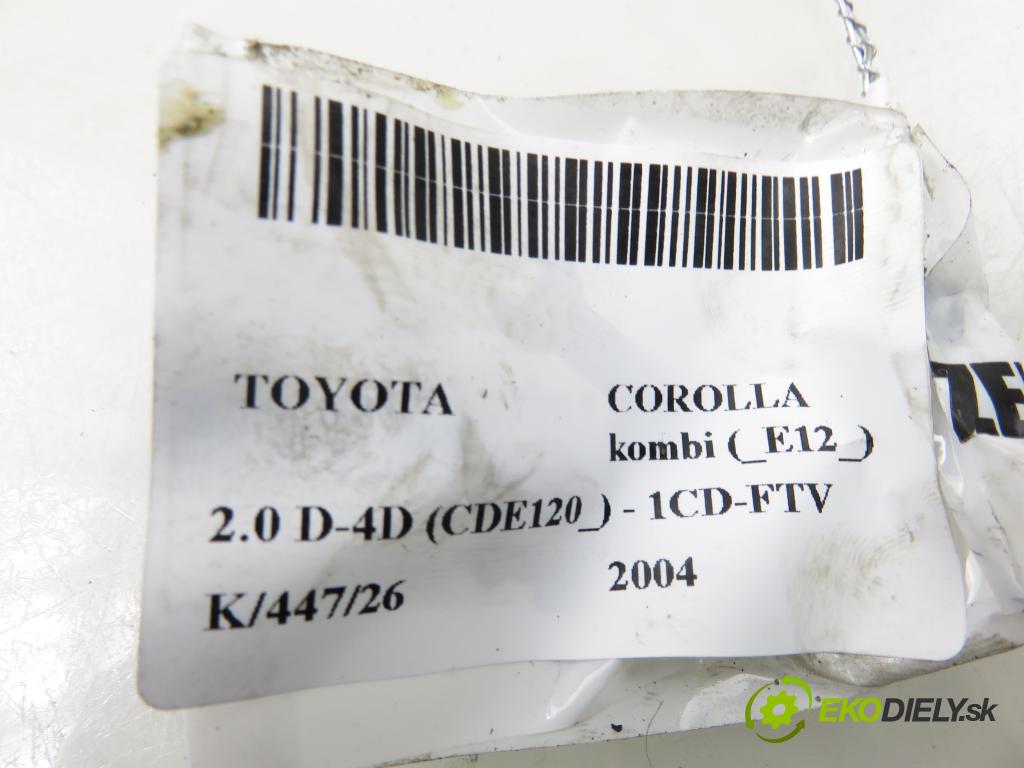 TOYOTA COROLLA
kombi (_E12_)
2.0 D-4D (CDE120_) - 1CD-FTV
K/447/26 2004
EKODIELY.sk